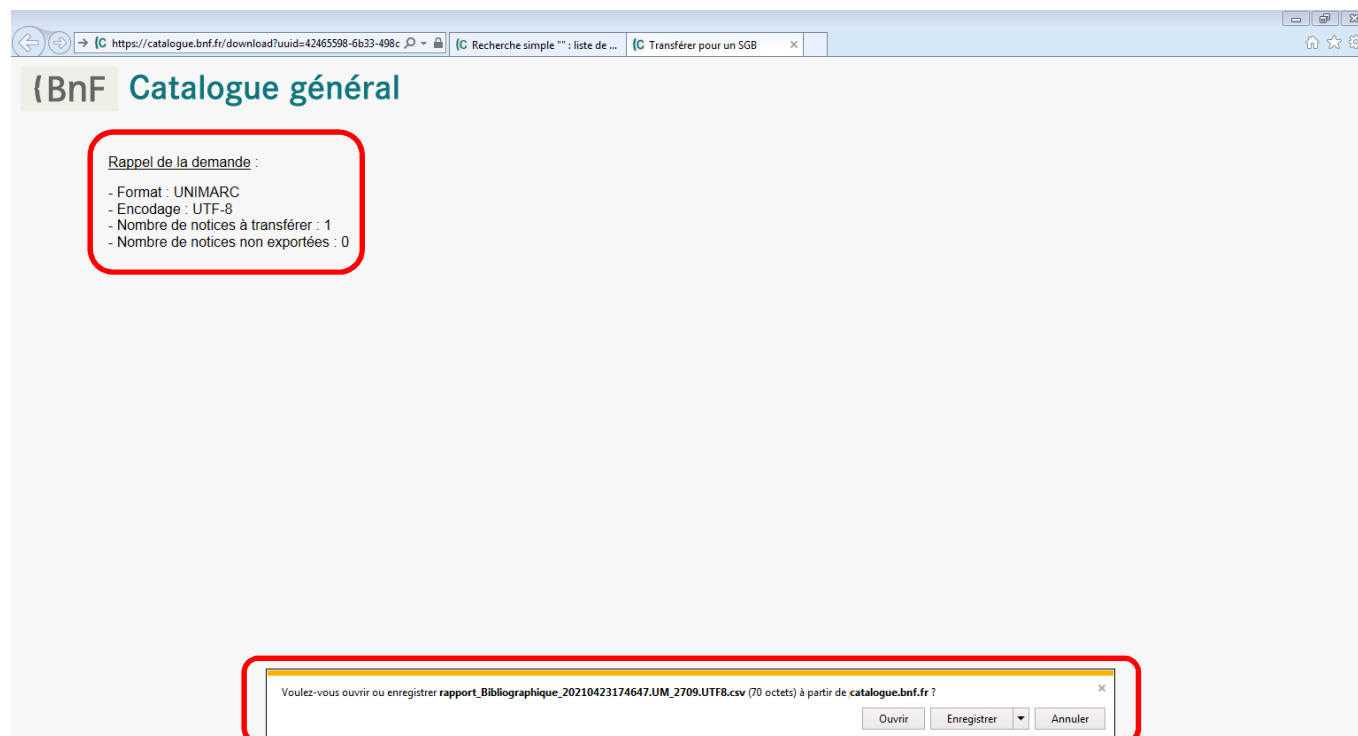 https://catalogue.bnf.fr/download?uuid=42465598-6b33-498c
Recherche simple "" : liste de ...
Transférer pour un SGB
{BnF Catalogue général
Rappel de la demande :
- Format : UNIMARC
- Encodage : UTF-8
- Nombre de notices à transférer : 1
- Nombre de notices non exportées : 0
Voulez-vous ouvrir ou enregistrer rapport_Bibliographique_20210423174647.UM_2709.UTF8.csv (70 octets) à partir de catalogue.bnf.fr ?
Ouvrir Enregistrer Annuler